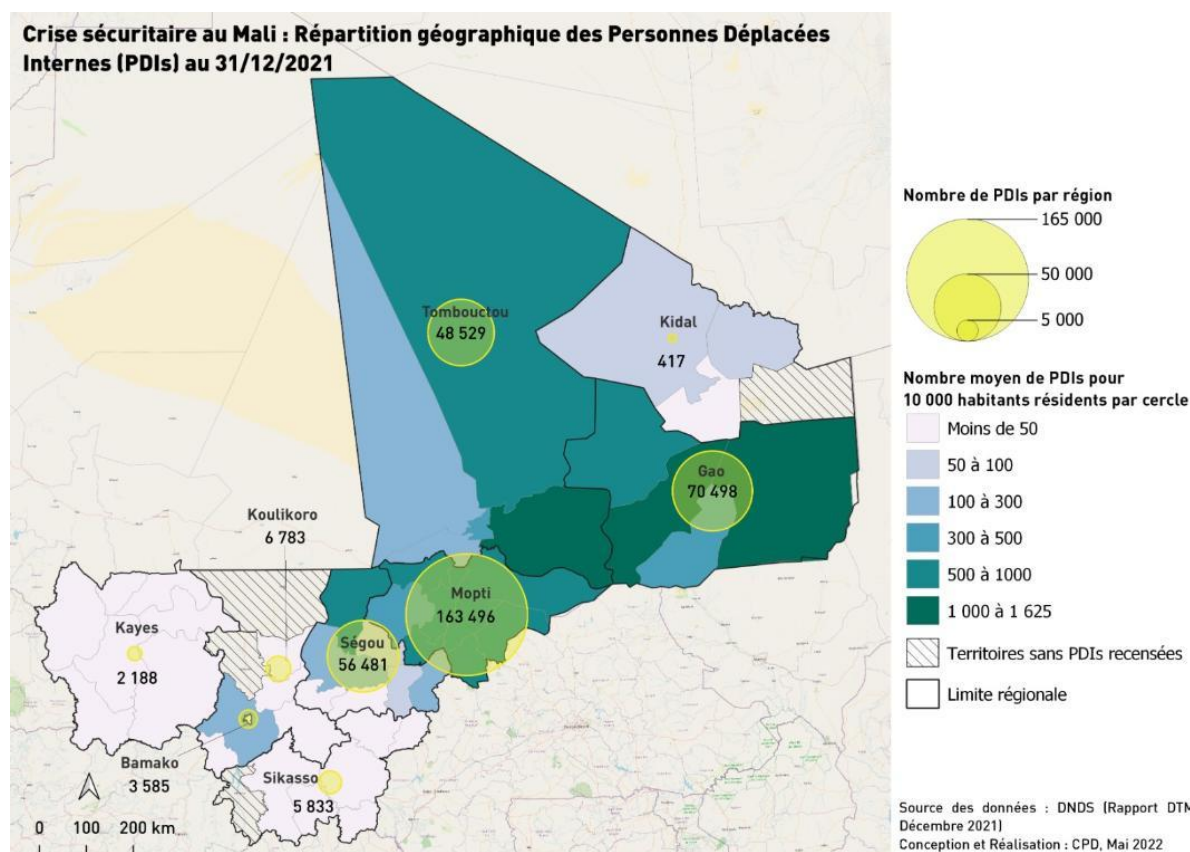 Crise sécuritaire au Mali : Répartition géographique des Personnes Déplacées
Internes (PDIs) au 31/12/2021
Tombouctou
48 529
Kidal
417
Gao
70 498
Koulikoro
6 783
Mopti
163 496
Kayes
2 188
Ségou
56 481
Bamako
3 585
Sikasso
5 833
0 100 200 km
Nombre de PDIs par région
165 000
50 000
5 000
Nombre moyen de PDIs pour
10 000 habitants résidents par cercle
Moins de 50
50 à 100
100 à 300
300 à 500
500 à 1000
1 000 à 1 625
Territoires sans PDIs recensées
Limite régionale
Source des données : DNDS (Rapport DTM
Décembre 2021)
Conception et Réalisation : CPD, Mai 2022